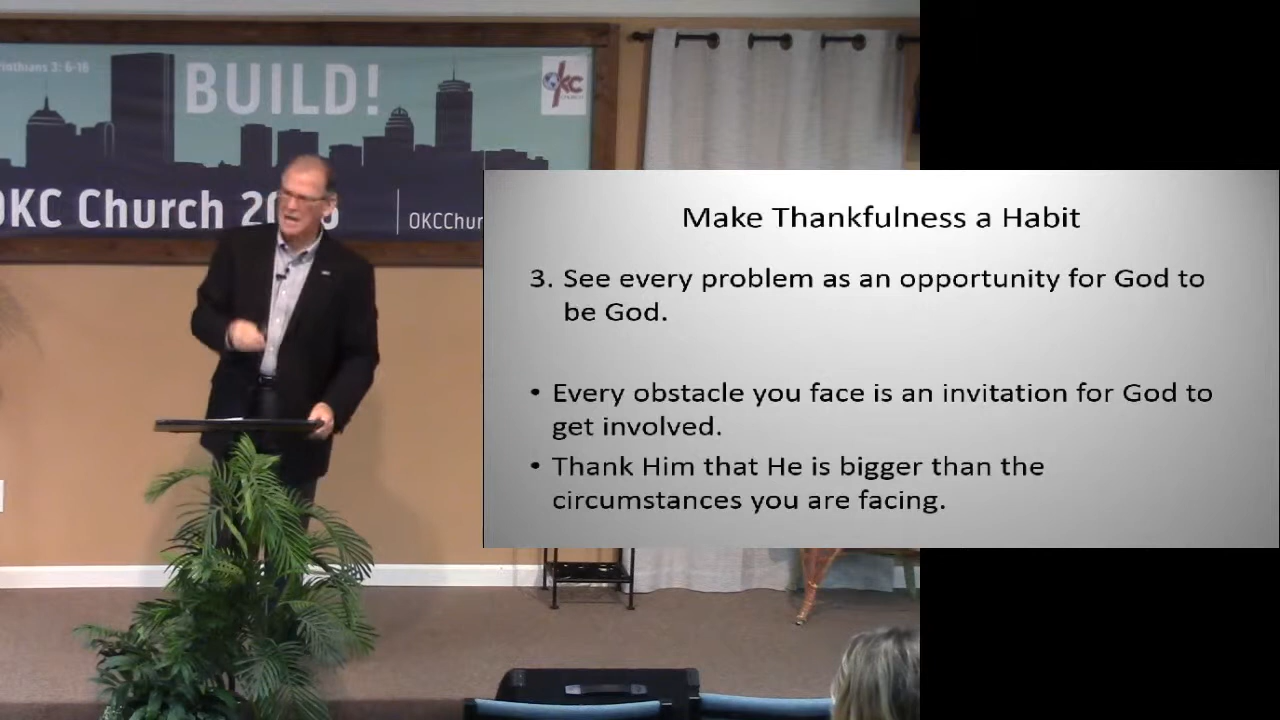 BUILD!
KC
CHURCH
OKC Church
OKCChur
Make Thankfulness a Habit
3. See every problem as an opportunity for God to
be God.
• Every obstacle you face is an invitation for God to
get involved.
• Thank Him that He is bigger than the
circumstances you are facing.